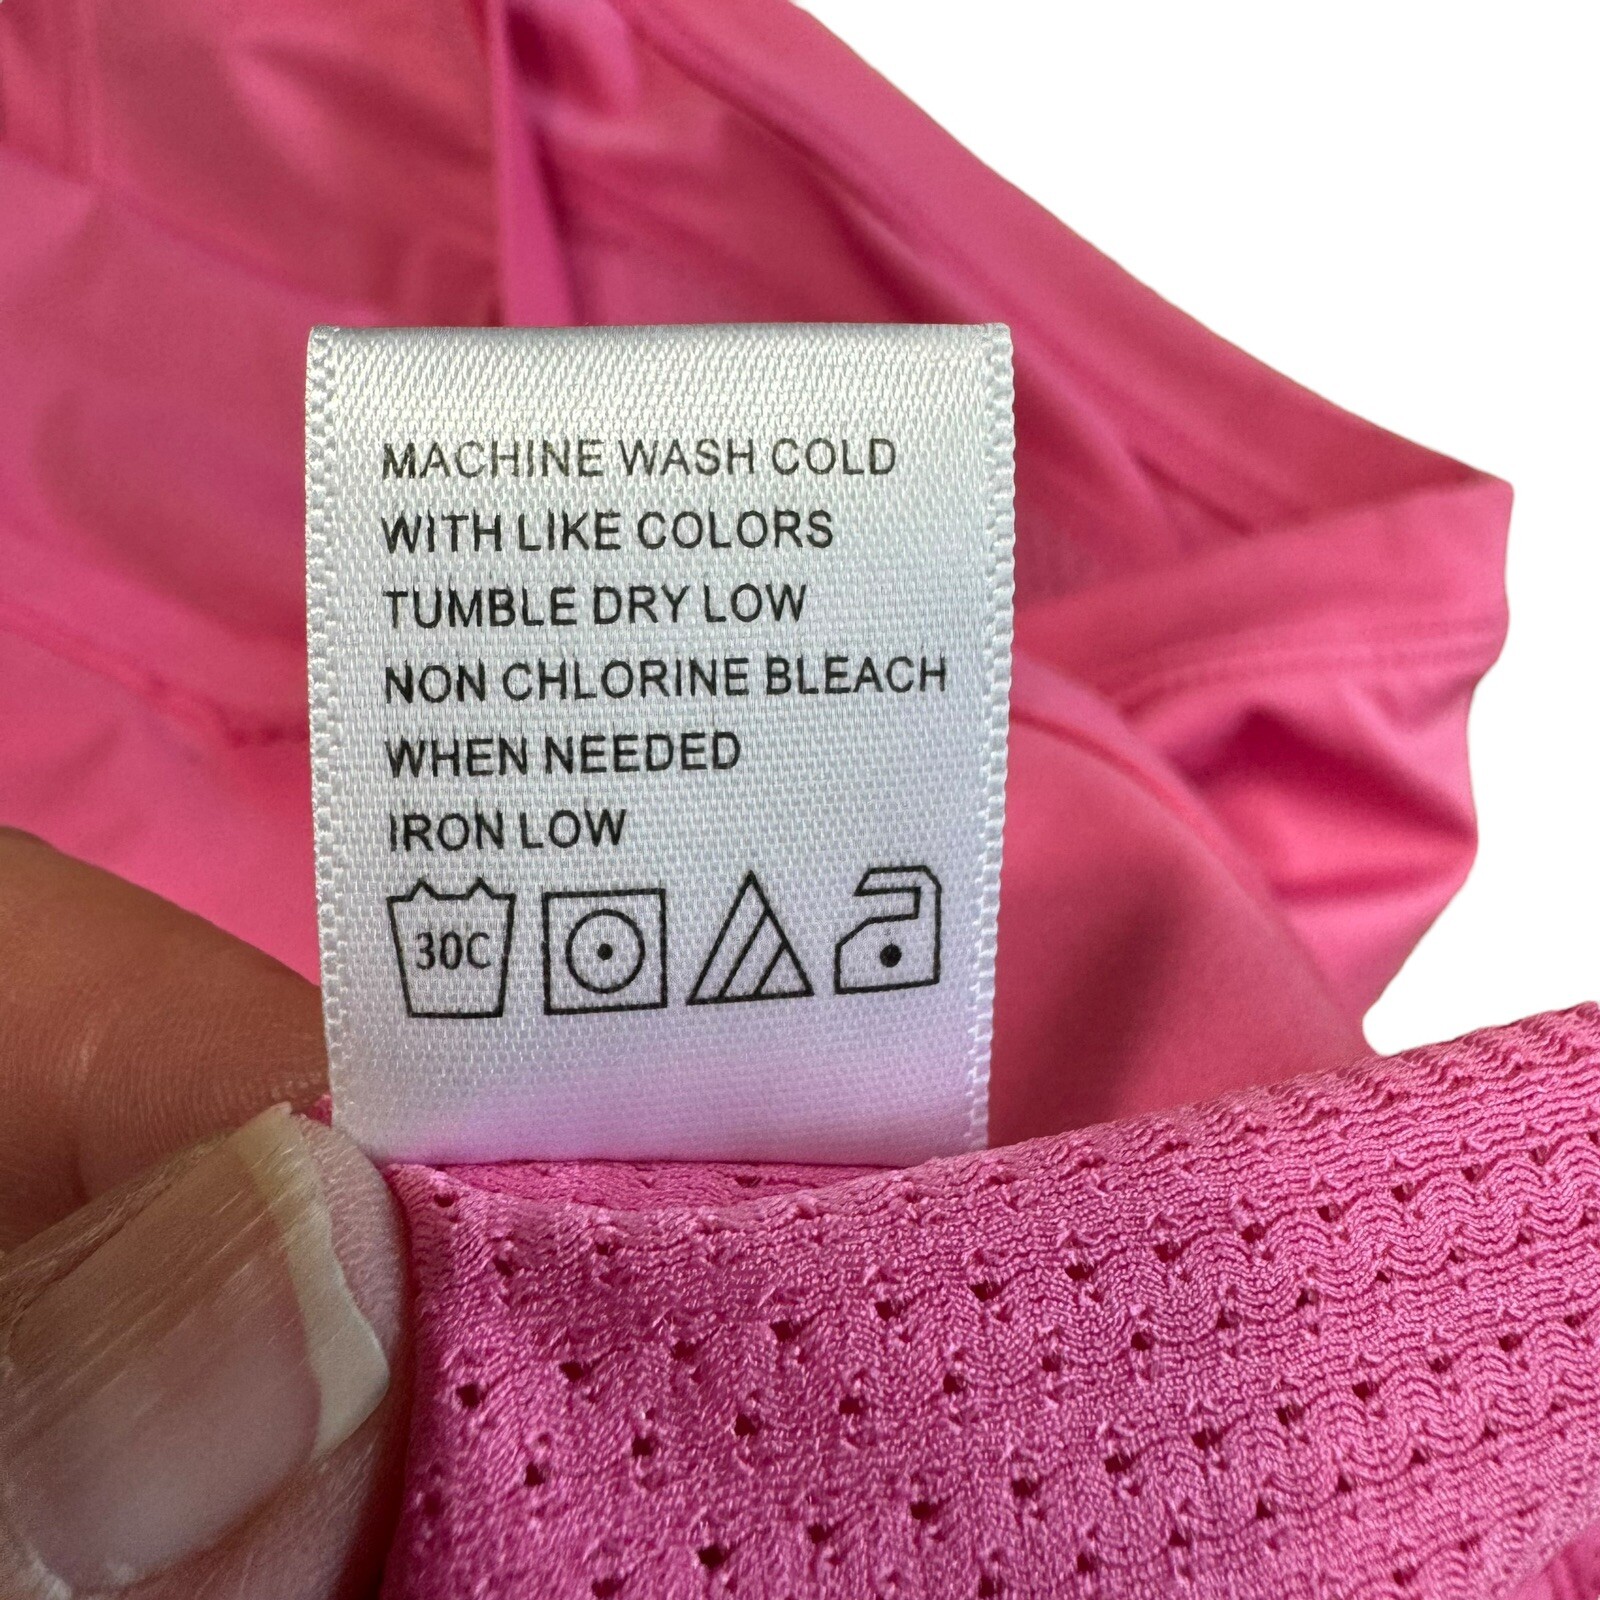 MACHINE WASH COLD
WITH LIKE COLORS
TUMBLE DRY LOW
NON CHLORINE BLEACH
WHEN NEEDED
IRON LOW
30C